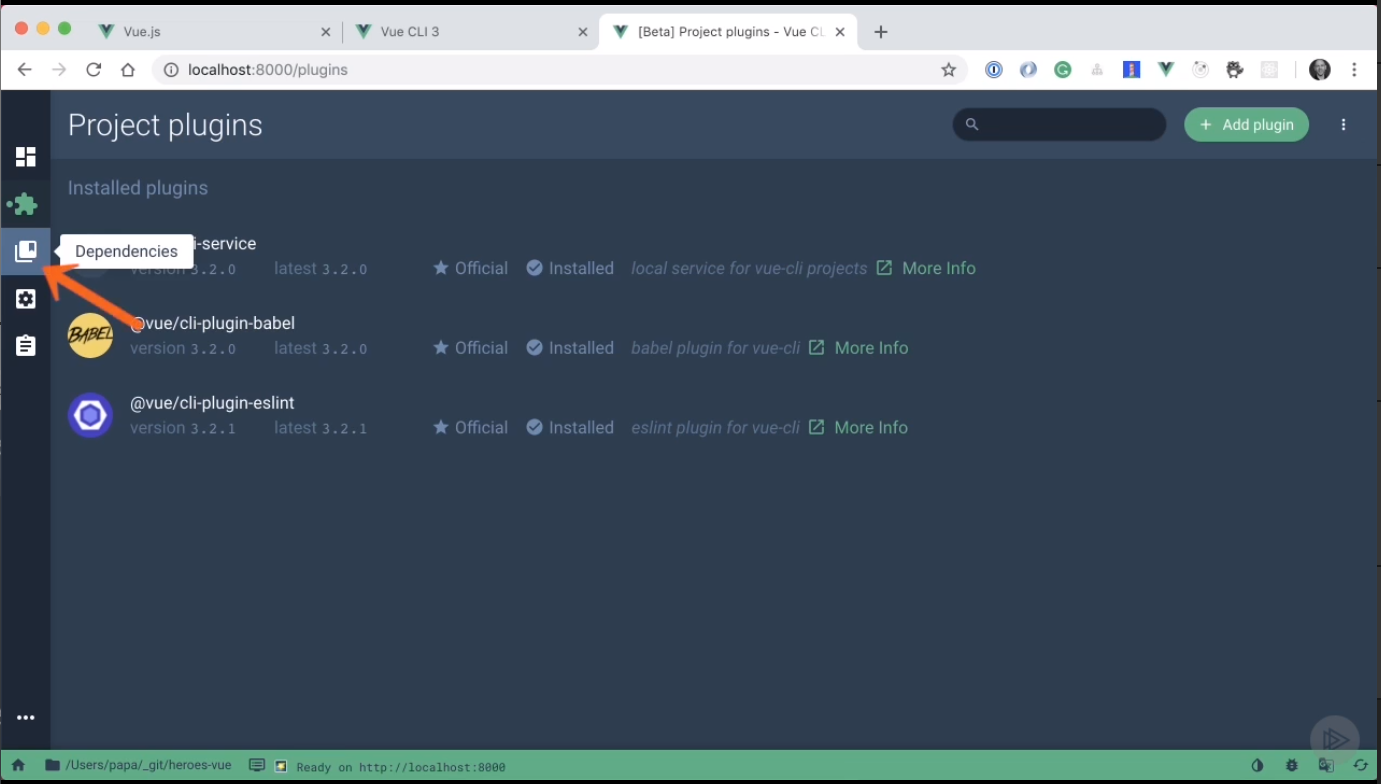 Vue.js
Vue CLI 3
[Beta] Project plugins - Vue CL
localhost:8000/plugins
Project plugins
+ Add plugin
Installed plugins
Dependencies
i-service
version 3.2.0 latest 3.2.0 Official Installed local service for vue-cli projects More Info
BABEL
@vue/cli-plugin-babel
version 3.2.0 latest 3.2.0 Official Installed babel plugin for vue-cli More Info
@vue/cli-plugin-eslint
version 3.2.1 latest 3.2.1 Official Installed eslint plugin for vue-cli More Info
/Users/papa/_git/heroes-vue Ready on http://localhost:8000